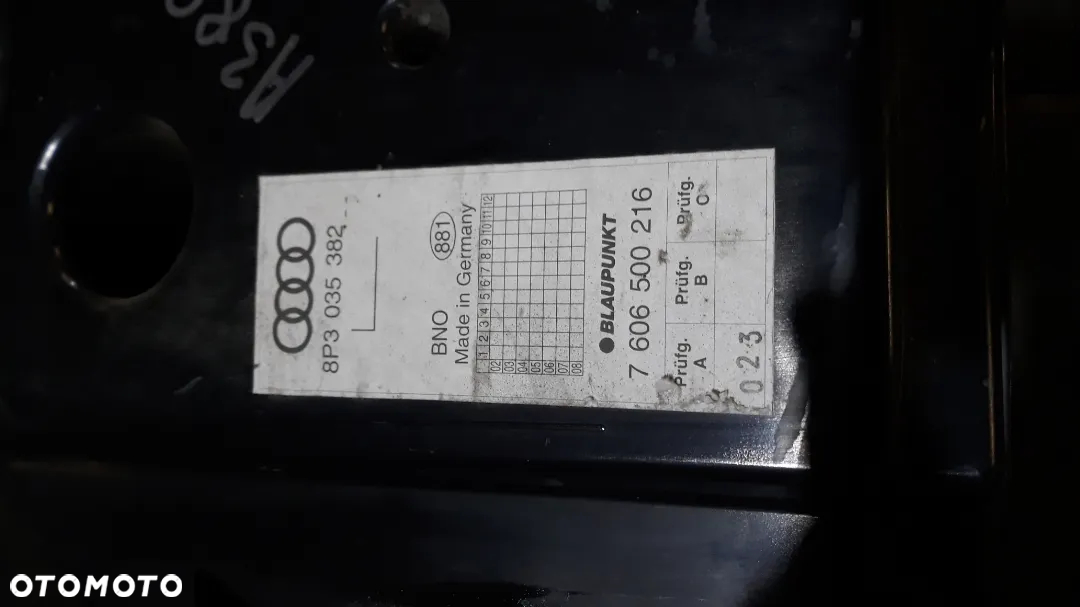 A3
8P3 035 382
BNO
881
Made in Germany
1 2 3 4 5 6 7 8 9 10 11 12
02
03
04
05
06
07
08
BLAUPUNKT
7 606 500 216
Prüfg. Prüfg. Prüfg.
A B C
023
OTOMOTO